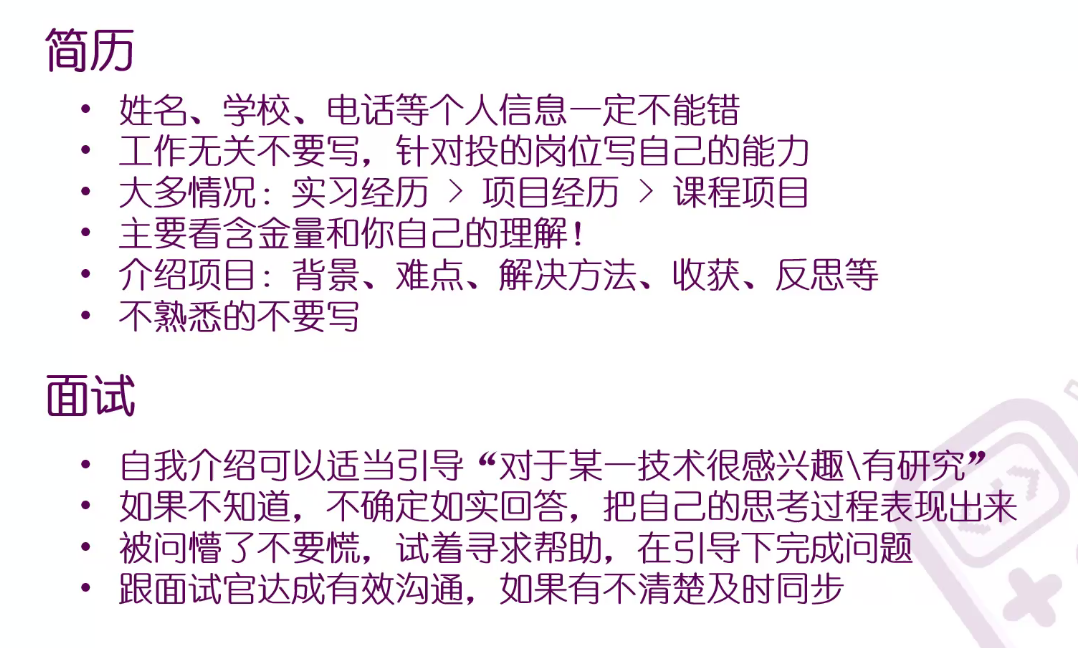 简历
• 姓名、学校、电话等个人信息一定不能错
• 工作无关不要写，针对投的岗位写自己的能力
• 大多情况：实习经历 > 项目经历 > 课程项目
• 主要看含金量和你自己的理解！
• 介绍项目：背景、难点、解决方法、收获、反思等
• 不熟悉的不要写
面试
• 自我介绍可以适当引导“对于某一技术很感兴趣\有研究”
• 如果不知道，不确定如实回答，把自己的思考过程表现出来
• 被问懵了不要慌，试着寻求帮助，在引导下完成问题
• 跟面试官达成有效沟通，如果有不清楚及时同步